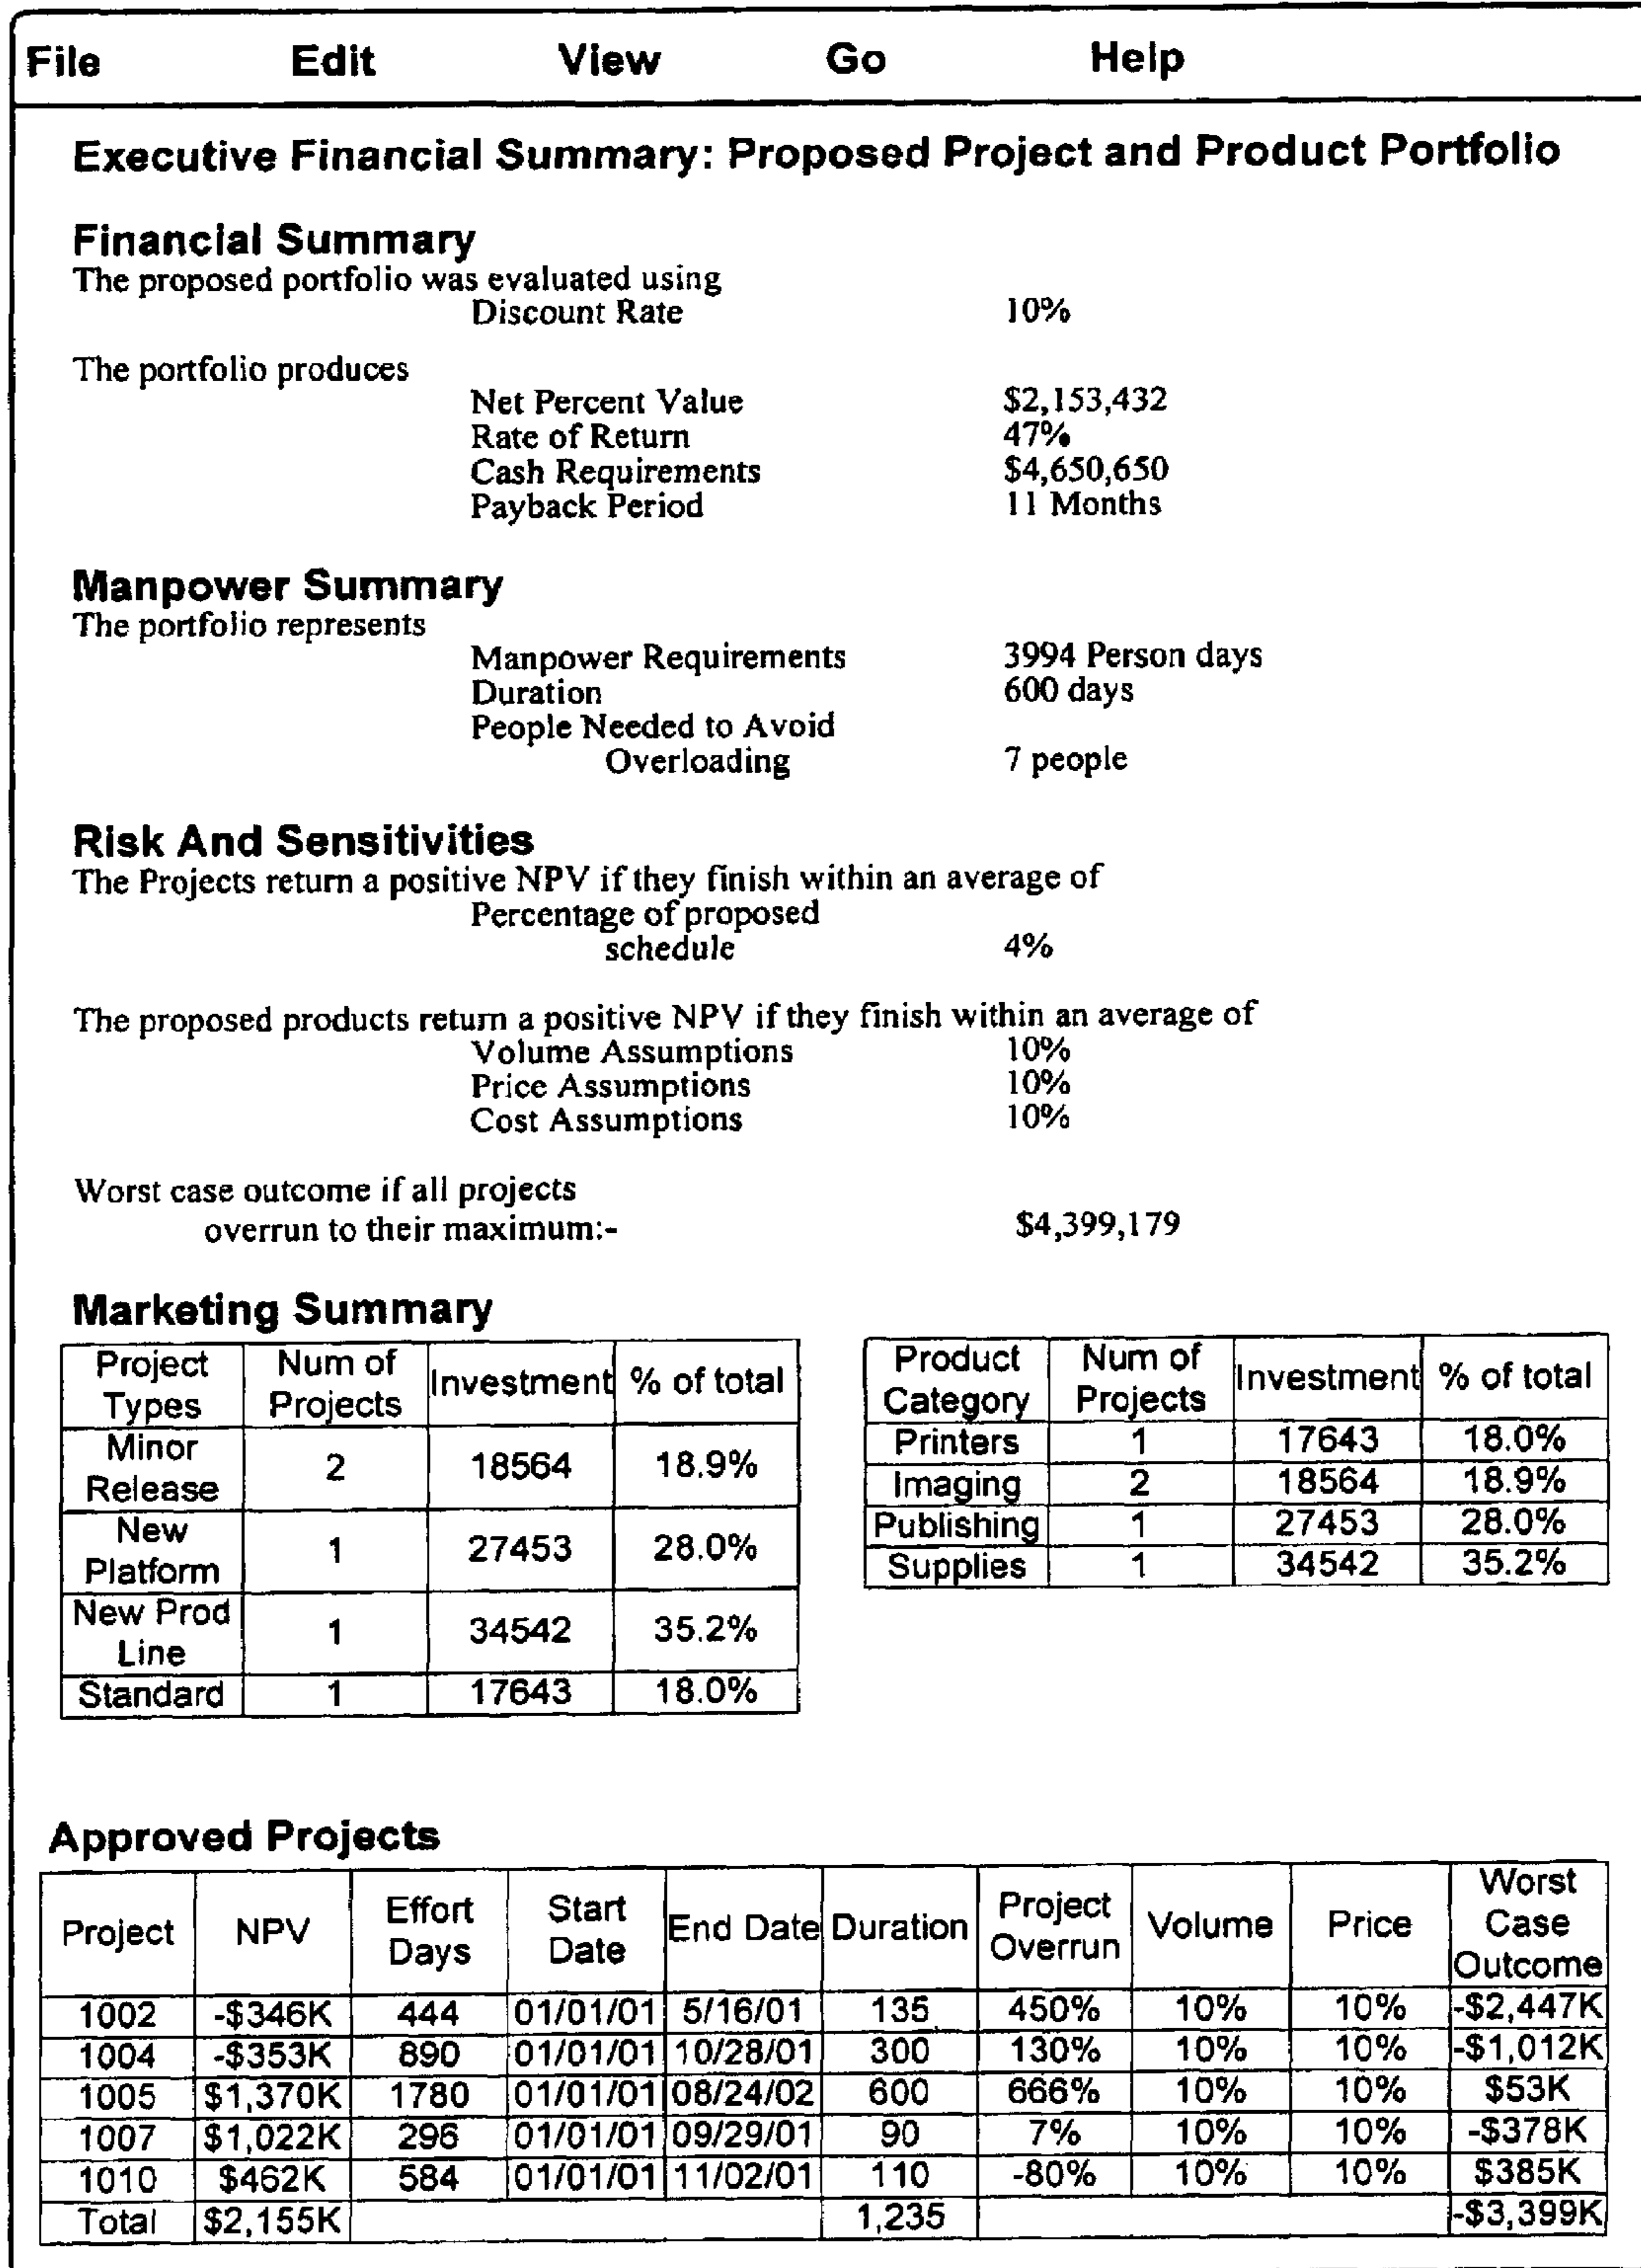 File Edit View Go Help
Executive Financial Summary: Proposed Project and Product Portfolio
Financial Summary
The proposed portfolio was evaluated using
Discount Rate 10%
The portfolio produces
Net Percent Value $2,153,432
Rate of Return 47%
Cash Requirements $4,650,650
Payback Period 11 Months
Manpower Summary
The portfolio represents
Manpower Requirements 3994 Person days
Duration 600 days
People Needed to Avoid
Overloading 7 people
Risk And Sensitivities
The Projects return a positive NPV if they finish within an average of
Percentage of proposed
schedule 4%
The proposed products return a positive NPV if they finish within an average of
Volume Assumptions 10%
Price Assumptions 10%
Cost Assumptions 10%
Worst case outcome if all projects
overrun to their maximum:- $4,399,179
Marketing Summary
Project Types Num of Projects Investment % of total
Minor Release 2 18564 18.9%
New Platform 1 27453 28.0%
New Prod Line 1 34542 35.2%
Standard 1 17643 18.0%
Product Category Num of Projects Investment % of total
Printers 1 17643 18.0%
Imaging 2 18564 18.9%
Publishing 1 27453 28.0%
Supplies 1 34542 35.2%
Approved Projects
Project NPV Effort Days Start Date End Date Duration Project Overrun Volume Price Worst Case Outcome
1002 -$346K 444 01/01/01 5/16/01 135 450% 10% 10% -$2,447K
1004 -$353K 890 01/01/01 10/28/01 300 130% 10% 10% -$1,012K
1005 $1,370K 1780 01/01/01 08/24/02 600 666% 10% 10% $53K
1007 $1,022K 296 01/01/01 09/29/01 90 7% 10% 10% -$378K
1010 $462K 584 01/01/01 11/02/01 110 -80% 10% 10% $385K
Total $2,155K 1,235 -$3,399K